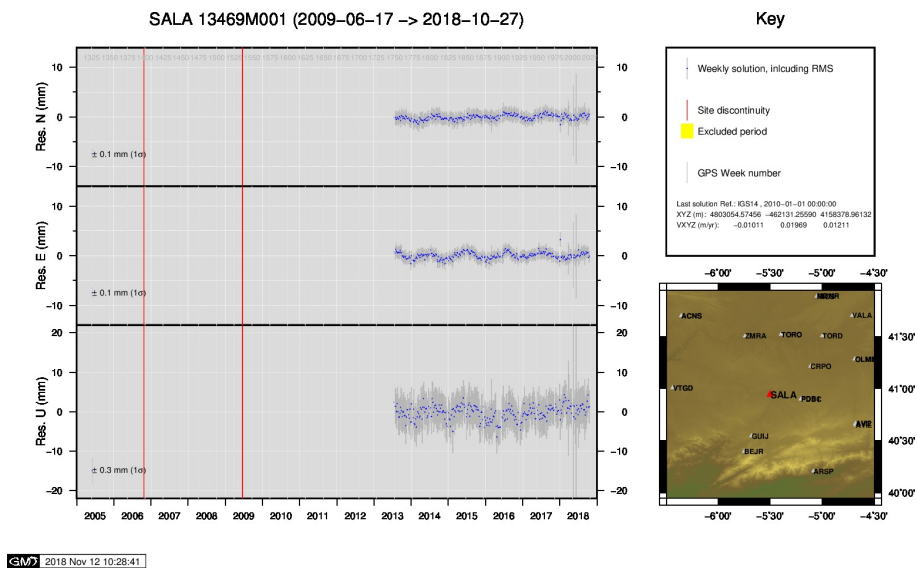 SALA 13469M001 (2009-06-17 -> 2018-10-27)
Key
Res. N (mm)
10
0
-10
± 0.1 mm (1σ)
10
0
-10
Res. E (mm)
10
0
-10
± 0.1 mm (1σ)
10
0
-10
Res. U (mm)
20
10
0
-10
-20
± 0.3 mm (1σ)
20
10
0
-10
-20
2005 2006 2007 2008 2009 2010 2011 2012 2013 2014 2015 2016 2017 2018
Weekly solution, inlcuding RMS
Site discontinuity
Excluded period
GPS Week number
Last solution Ref.: IGS14 , 2010-01-01 00:00:00
XYZ (m): 4803054.57456 -462131.25590 4158378.96132
VXYZ (m/yr): -0.01011 0.01969 0.01211
-6°00' -5°30' -5°00' -4°30'
ACNS
VALA
ZMRA
TORO
TORD
41°30'
CRPO
VTGD
41°00'
SALA
GUIJ
40°30'
BEJR
ARSP
40°00'
-6°00' -5°30' -5°00' -4°30'
GMT 2018 Nov 12 10:28:41